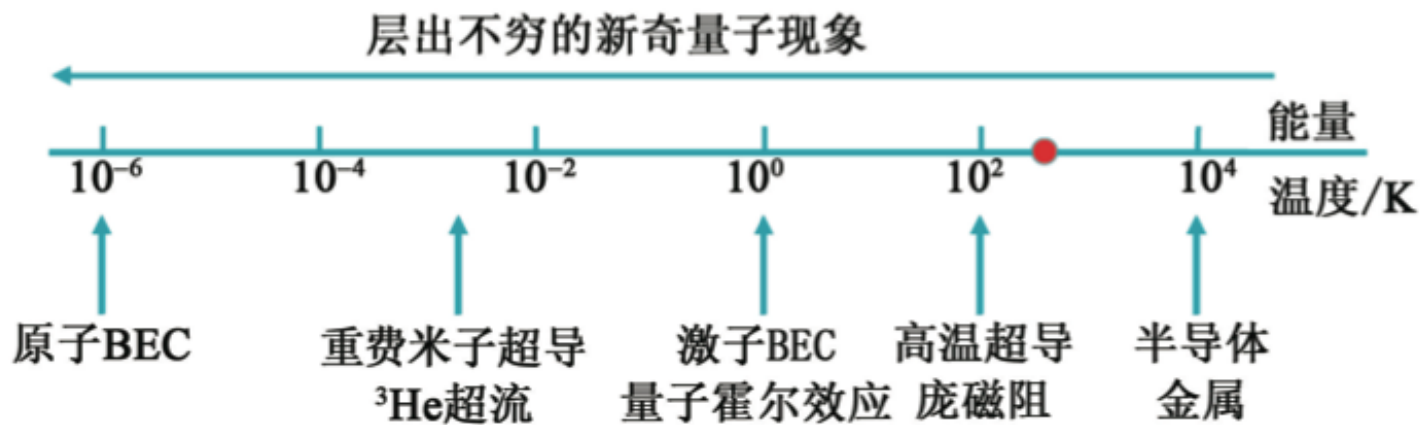 层出不穷的新奇量子现象
能量
10⁻⁶ 10⁻⁴ 10⁻² 10⁰ 10² 10⁴
温度/K
原子BEC 重费米子超导 激子BEC 高温超导 半导体
³He超流 量子霍尔效应 庞磁阻 金属